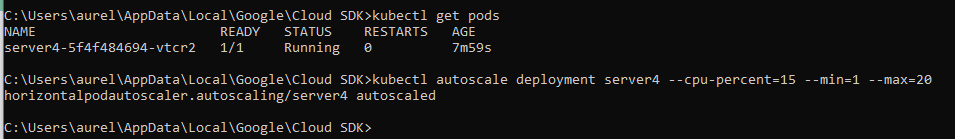 C:\Users\aurel\AppData\Local\Google\Cloud SDK>kubectl get pods
NAME READY STATUS RESTARTS AGE
server4-5f4f484694-vtcr2 1/1 Running 0 7m59s
C:\Users\aurel\AppData\Local\Google\Cloud SDK>kubectl autoscale deployment server4 --cpu-percent=15 --min=1 --max=20
horizontalpodautoscaler.autoscaling/server4 autoscaled
C:\Users\aurel\AppData\Local\Google\Cloud SDK>